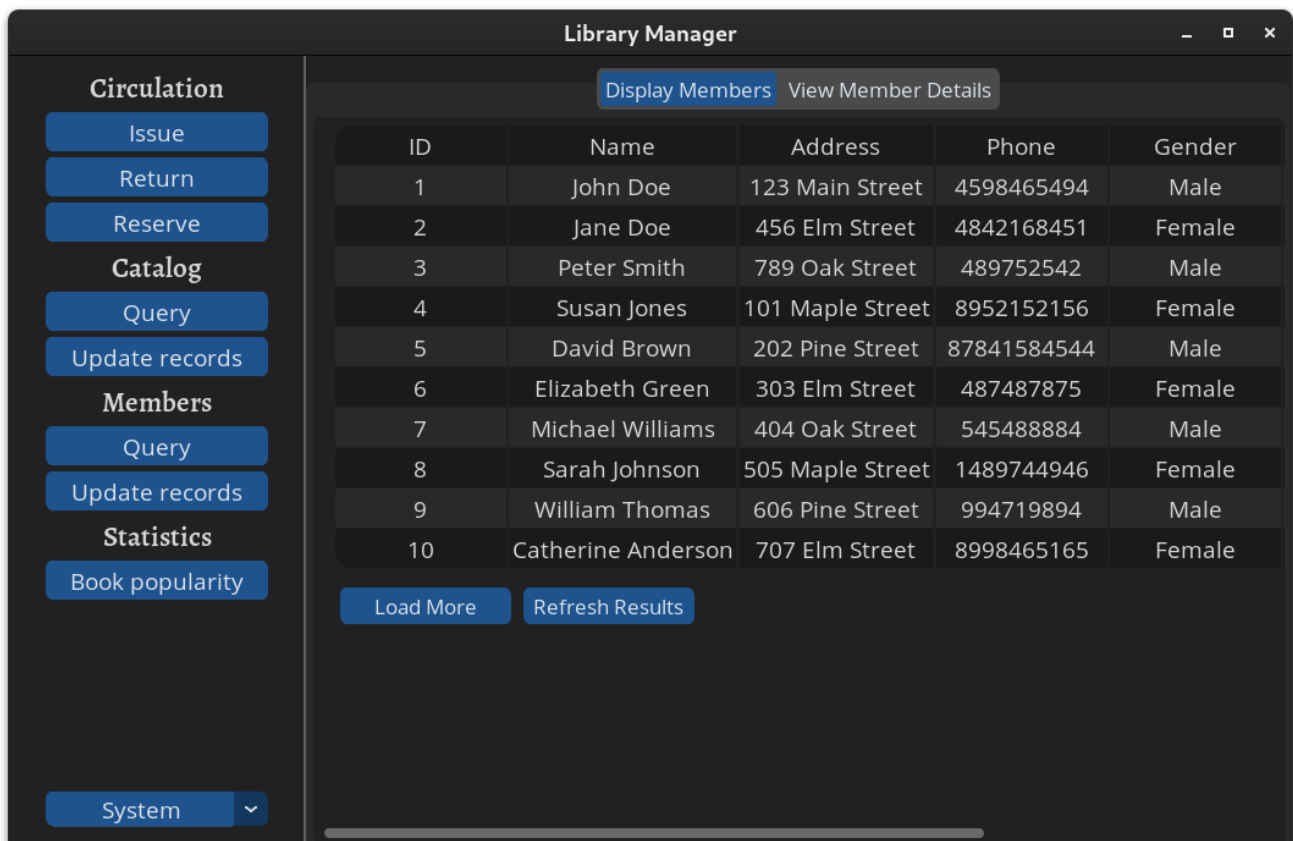 Library Manager
Circulation
Issue
Return
Reserve
Catalog
Query
Update records
Members
Query
Update records
Statistics
Book popularity
System
Display Members View Member Details
ID Name Address Phone Gender
1 John Doe 123 Main Street 4598465494 Male
2 Jane Doe 456 Elm Street 4842168451 Female
3 Peter Smith 789 Oak Street 489752542 Male
4 Susan Jones 101 Maple Street 8952152156 Female
5 David Brown 202 Pine Street 87841584544 Male
6 Elizabeth Green 303 Elm Street 487487875 Female
7 Michael Williams 404 Oak Street 545488884 Male
8 Sarah Johnson 505 Maple Street 1489744946 Female
9 William Thomas 606 Pine Street 994719894 Male
10 Catherine Anderson 707 Elm Street 8998465165 Female
Load More Refresh Results